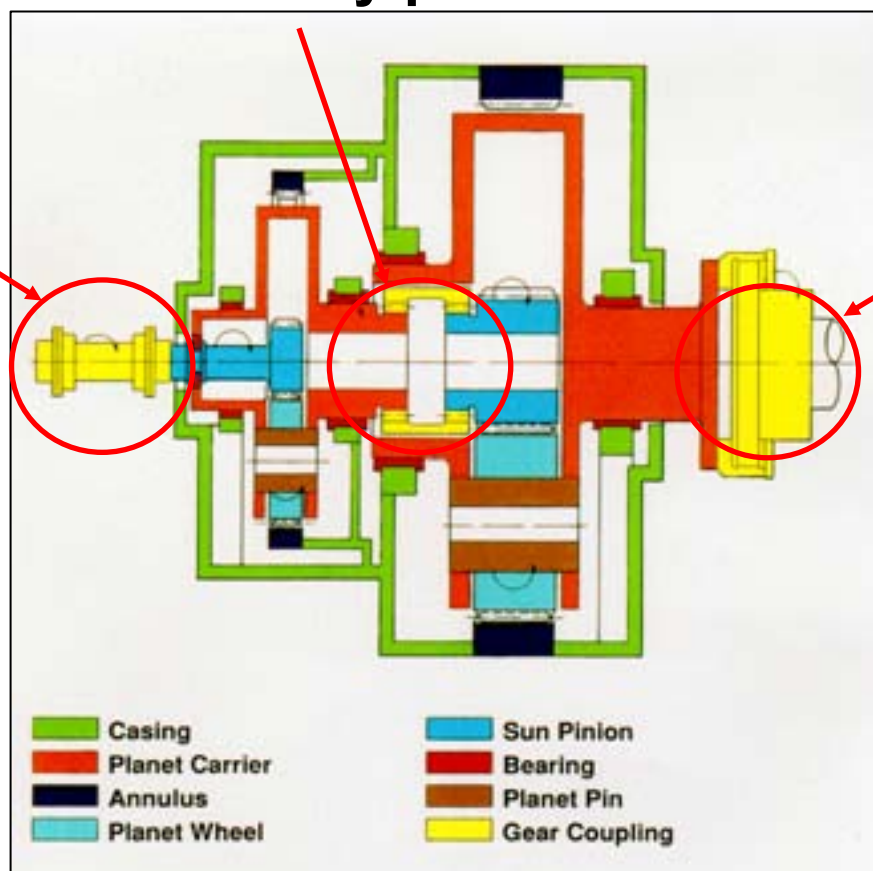 Casing
Planet Carrier
Annulus
Planet Wheel
Sun Pinion
Bearing
Planet Pin
Gear Coupling